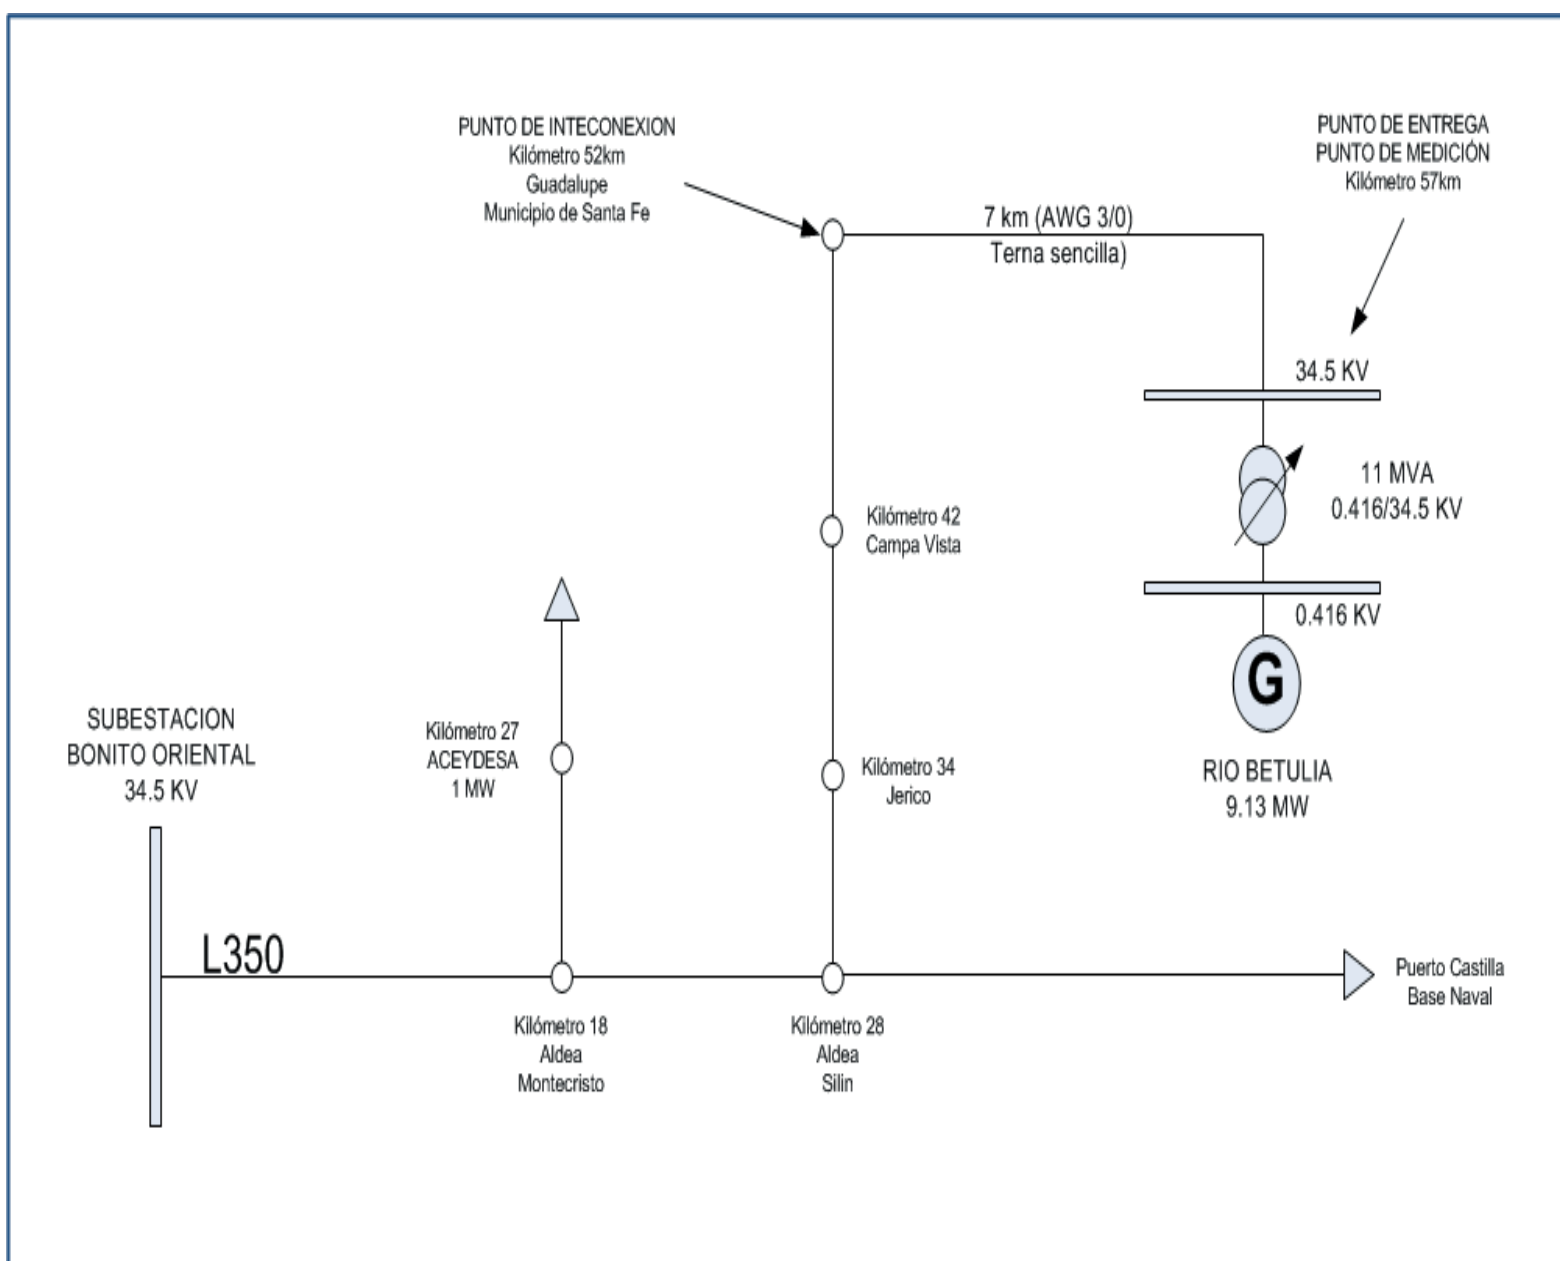 PUNTO DE INTECONEXION
Kilómetro 52km
Guadalupe
Municipio de Santa Fe
PUNTO DE ENTREGA
PUNTO DE MEDICIÓN
Kilómetro 57km
7 km (AWG 3/0)
Terna sencilla)
34.5 KV
11 MVA
0.416/34.5 KV
Kilómetro 42
Campa Vista
0.416 KV
G
RIO BETULIA
9.13 MW
SUBESTACION
BONITO ORIENTAL
34.5 KV
Kilómetro 27
ACEYDESA
1 MW
Kilómetro 34
Jerico
L350
Puerto Castilla
Base Naval
Kilómetro 18
Aldea
Montecristo
Kilómetro 28
Aldea
Silin